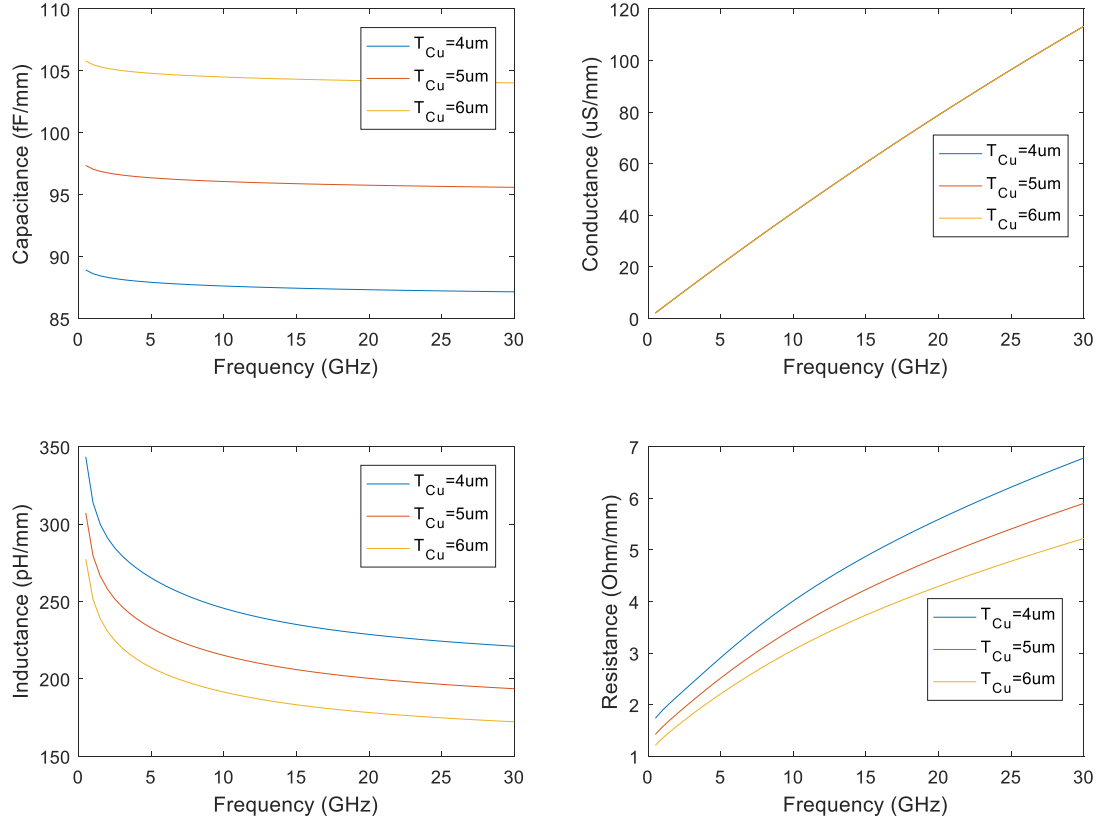 110
105
100
95
90
85
Capacitance (fF/mm)
T_Cu=4um
T_Cu=5um
T_Cu=6um
0 5 10 15 20 25 30
Frequency (GHz)
120
100
80
60
40
20
0
Conductance (uS/mm)
T_Cu=4um
T_Cu=5um
T_Cu=6um
0 5 10 15 20 25 30
Frequency (GHz)
350
300
250
200
150
Inductance (pH/mm)
T_Cu=4um
T_Cu=5um
T_Cu=6um
0 5 10 15 20 25 30
Frequency (GHz)
7
6
5
4
3
2
1
Resistance (Ohm/mm)
T_Cu=4um
T_Cu=5um
T_Cu=6um
0 5 10 15 20 25 30
Frequency (GHz)